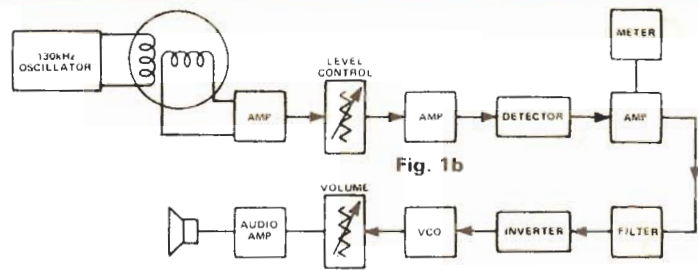 METER
130kHz
OSCILLATOR
LEVEL
CONTROL
AMP
AMP
DETECTOR
AMP
Fig. 1b
VOLUME
AUDIO
AMP
VCO
INVERTER
FILTER